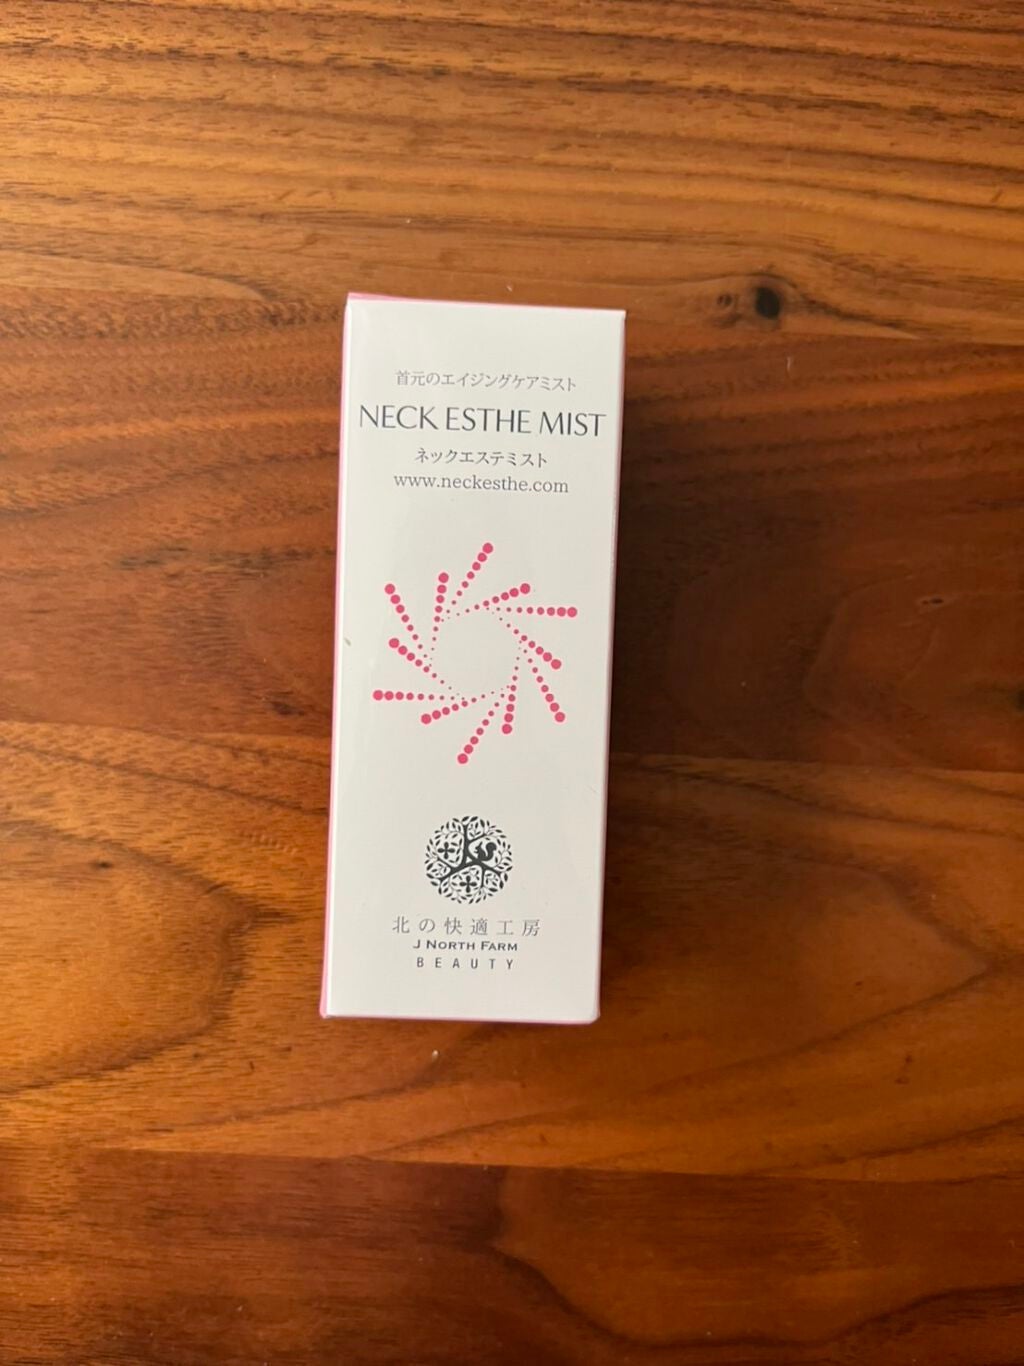 首元のエイジングケアミスト
NECK ESTHE MIST
ネックエステミスト
www.neckesthe.com
北の快適工房
J NORTH FARM
BEAUTY